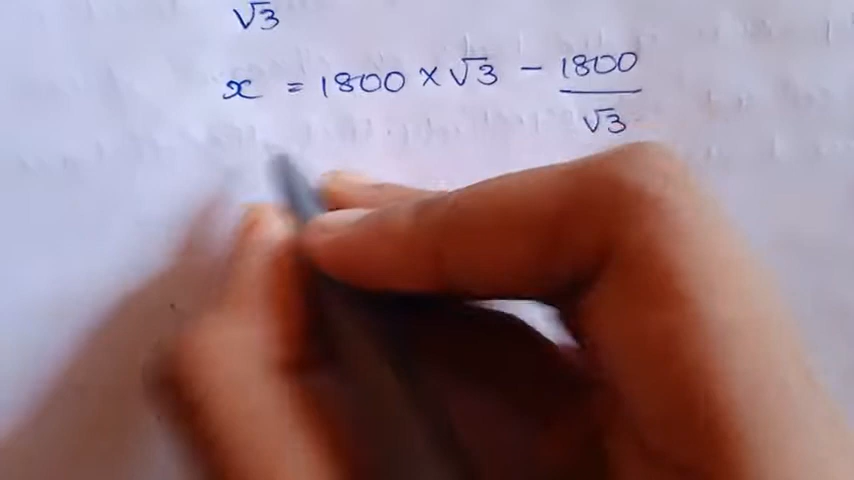 √3
x = 1800 × √3 - 1800/√3